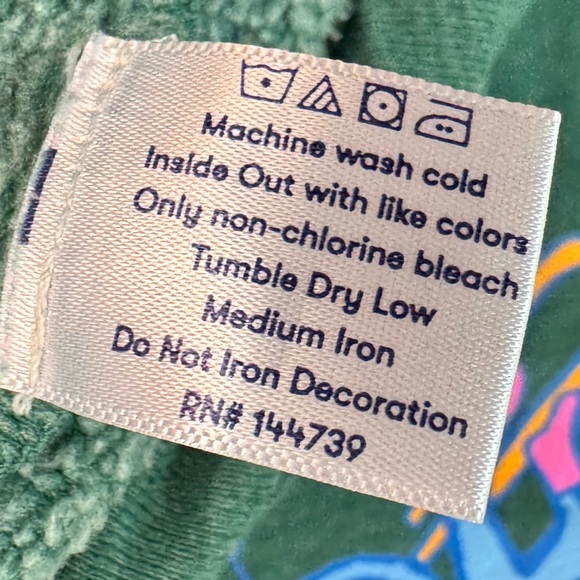 Machine wash cold
Inside Out with like colors
Only non-chlorine bleach
Tumble Dry Low
Medium Iron
Do Not Iron Decoration
RN# 144739